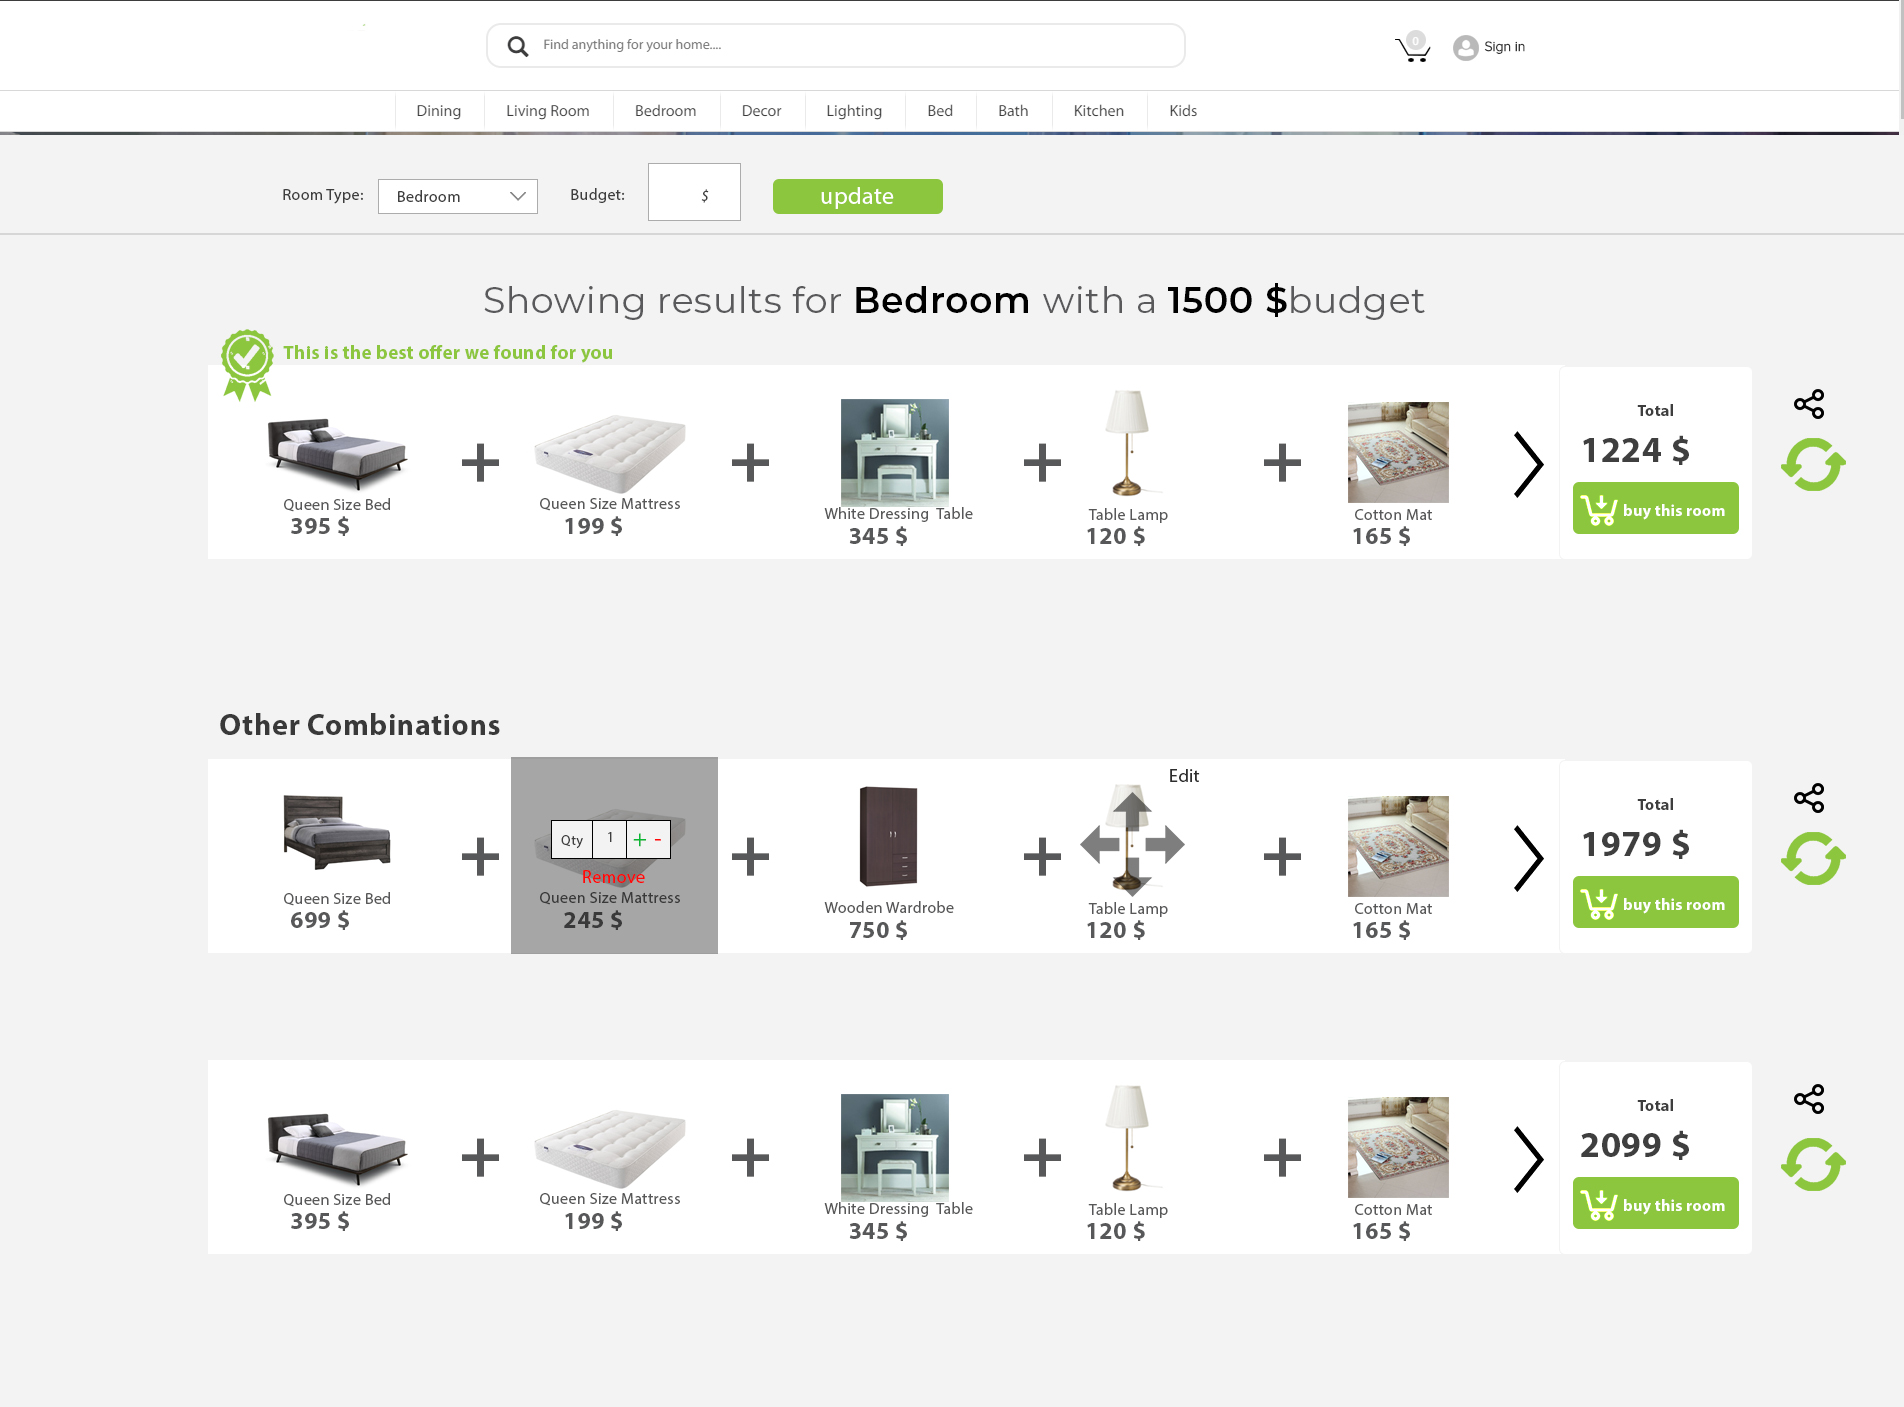 Find anything for your home....
0
Sign in
Dining Living Room Bedroom Decor Lighting Bed Bath Kitchen Kids
Room Type: Bedroom Budget: $ update
Showing results for Bedroom with a 1500 $budget
This is the best offer we found for you
Queen Size Bed
395 $
Queen Size Mattress
199 $
White Dressing Table
345 $
Table Lamp
120 $
Cotton Mat
165 $
Total
1224 $
buy this room
Other Combinations
Queen Size Bed
699 $
Qty 1 + -
Remove
Queen Size Mattress
245 $
Wooden Wardrobe
750 $
Edit
Table Lamp
120 $
Cotton Mat
165 $
Total
1979 $
buy this room
Queen Size Bed
395 $
Queen Size Mattress
199 $
White Dressing Table
345 $
Table Lamp
120 $
Cotton Mat
165 $
Total
2099 $
buy this room